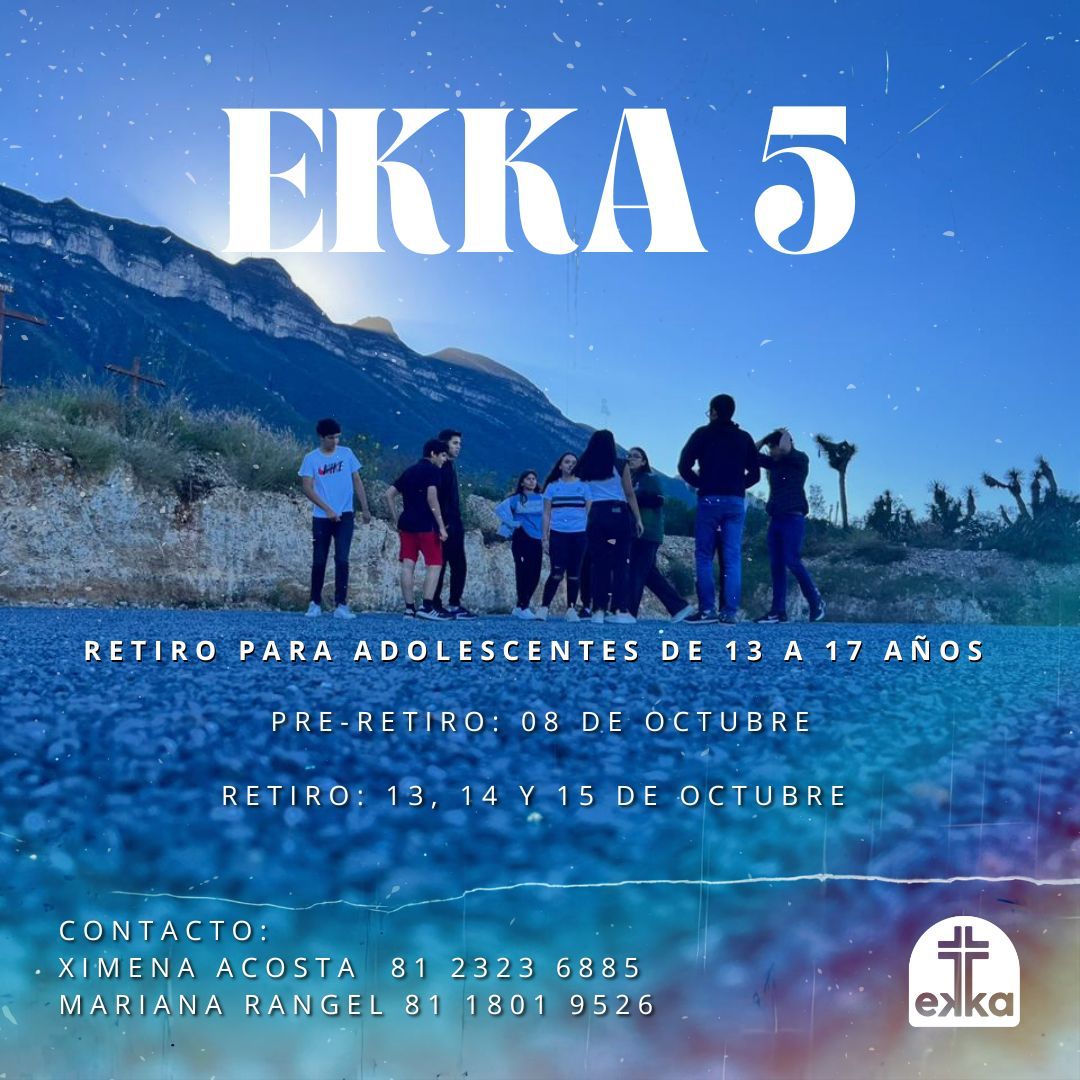 EKKA 5
RETIRO PARA ADOLESCENTES DE 13 A 17 AÑOS
PRE-RETIRO: 08 DE OCTUBRE
RETIRO: 13, 14 Y 15 DE OCTUBRE
CONTACTO:
XIMENA ACOSTA 81 2323 6885
MARIANA RANGEL 81 1801 9526
ekka